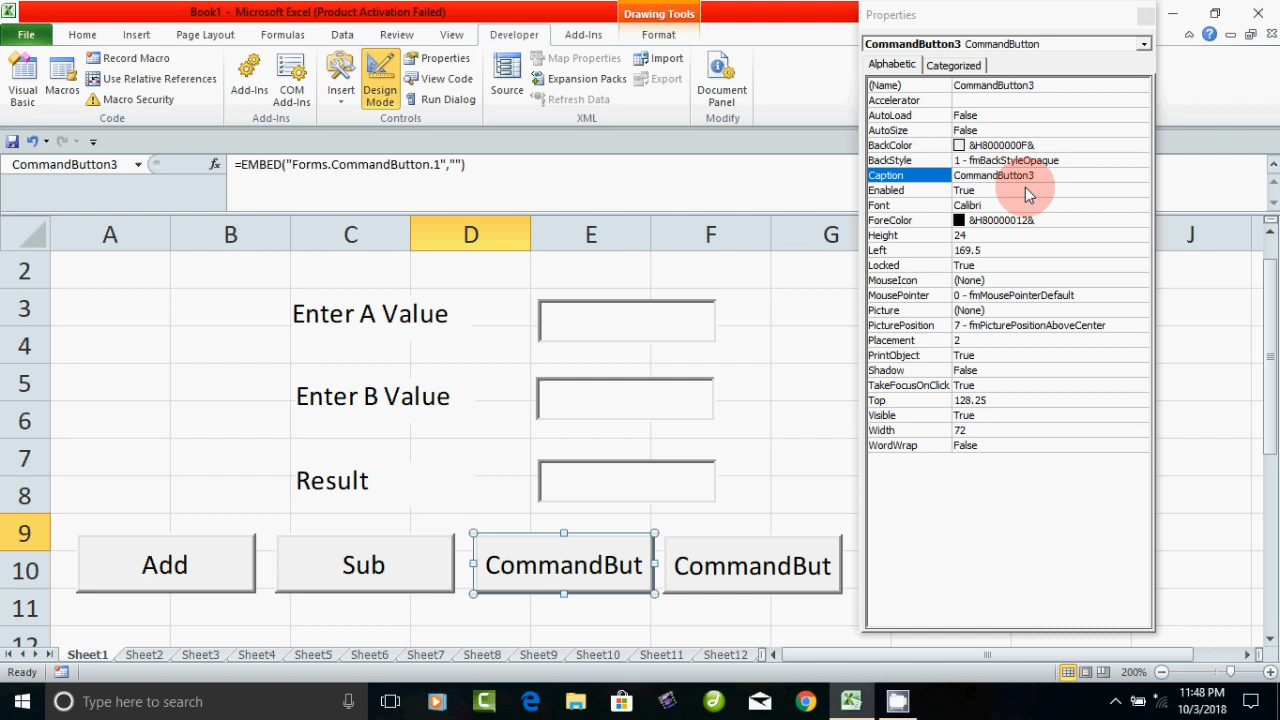 Book1 - Microsoft Excel (Product Activation Failed)
Drawing Tools
File Home Insert Page Layout Formulas Data Review View Developer Add-Ins Format
Visual Basic
Macros
Record Macro
Use Relative References
Macro Security
Code
Add-Ins
COM Add-Ins
Add-Ins
Insert
Design Mode
Properties
View Code
Run Dialog
Controls
Source
Map Properties
Expansion Packs
Refresh Data
Import
Export
XML
Document Panel
Modify
CommandButton3
fx
=EMBED("Forms.CommandButton.1","")
A B C D E F G J
2
3
4
5
6
7
8
9
10
11
12
Enter A Value
Enter B Value
Result
Add
Sub
CommandBut
CommandBut
Properties
CommandButton3 CommandButton
Alphabetic Categorized
(Name) CommandButton3
Accelerator
AutoLoad False
AutoSize False
BackColor &H8000000F&
BackStyle 1 - fmBackStyleOpaque
Caption CommandButton3
Enabled True
Font Calibri
ForeColor &H80000012&
Height 24
Left 169.5
Locked True
MouseIcon (None)
MousePointer 0 - fmMousePointerDefault
Picture (None)
PicturePosition 7 - fmPicturePositionAboveCenter
Placement 2
PrintObject True
Shadow False
TakeFocusOnClick True
Top 128.25
Visible True
Width 72
WordWrap False
Sheet1 Sheet2 Sheet3 Sheet4 Sheet5 Sheet6 Sheet7 Sheet8 Sheet9 Sheet10 Sheet11 Sheet12
Ready
200%
Type here to search
11:48 PM
10/3/2018